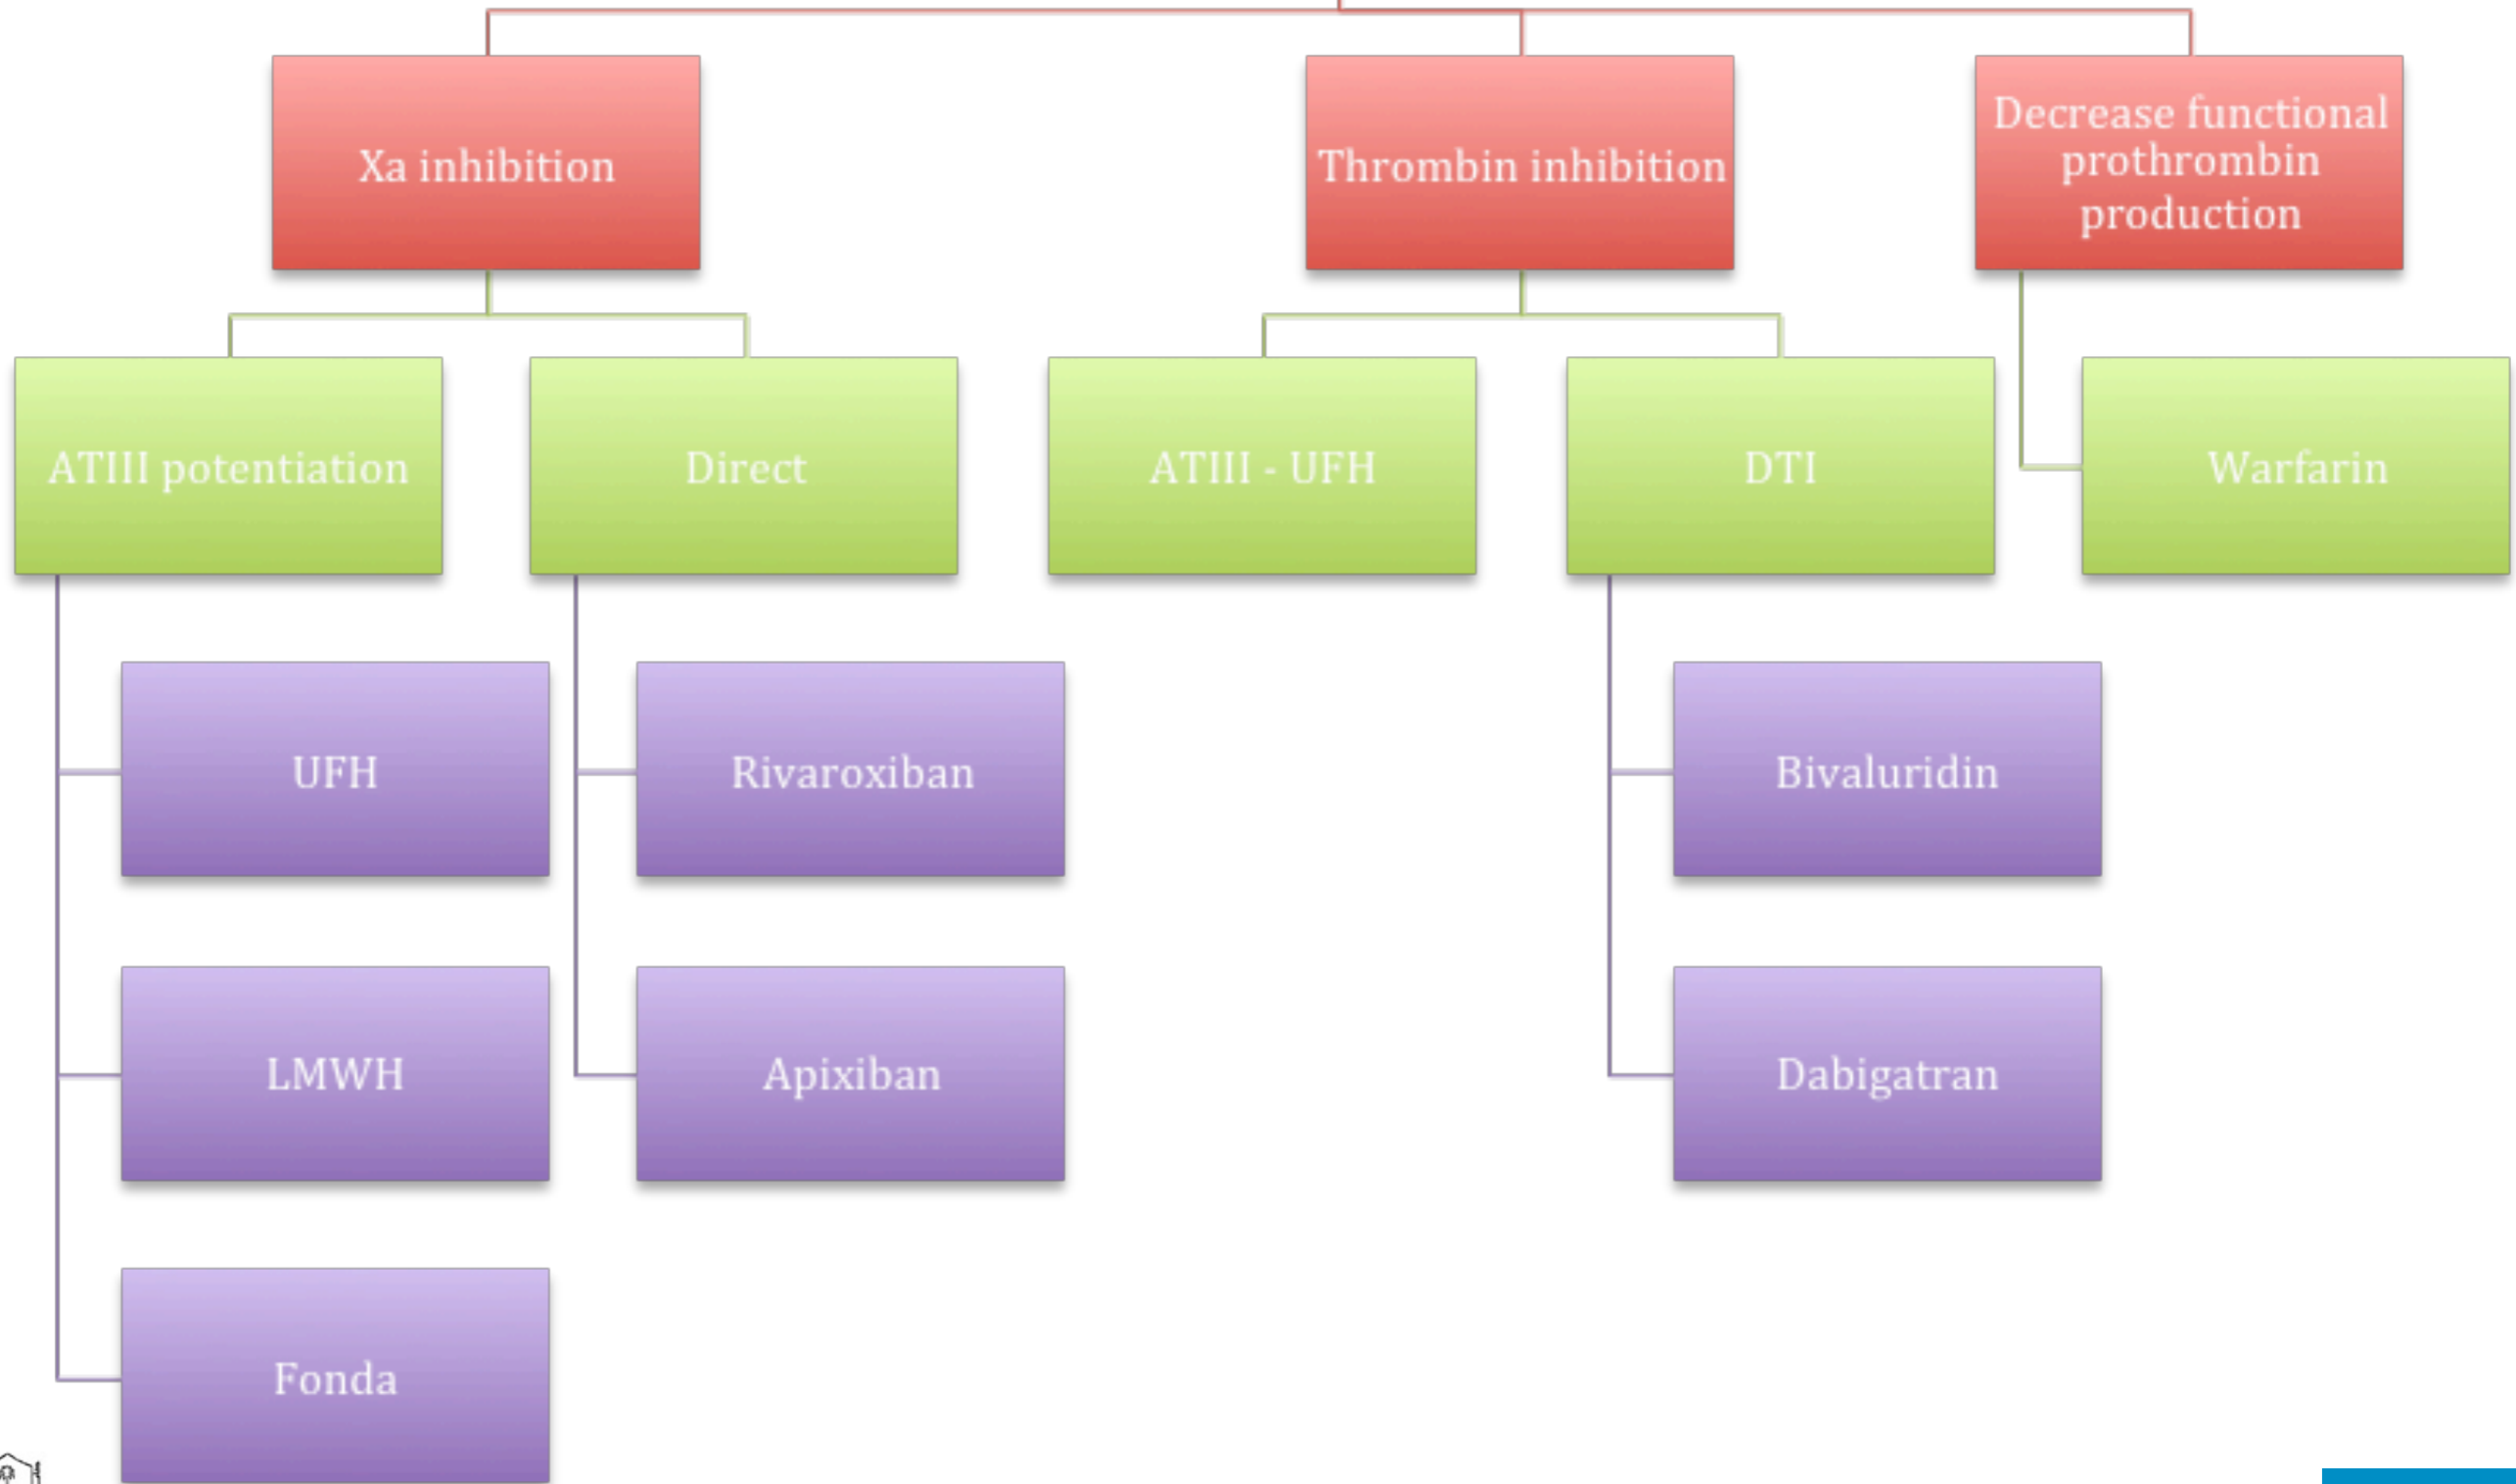 Xa inhibition
Thrombin inhibition
Decrease functional
prothrombin
production
ATIII potentiation
Direct
ATIII - UFH
DTI
Warfarin
UFH
Rivaroxiban
Bivaluridin
LMWH
Apixiban
Dabigatran
Fonda